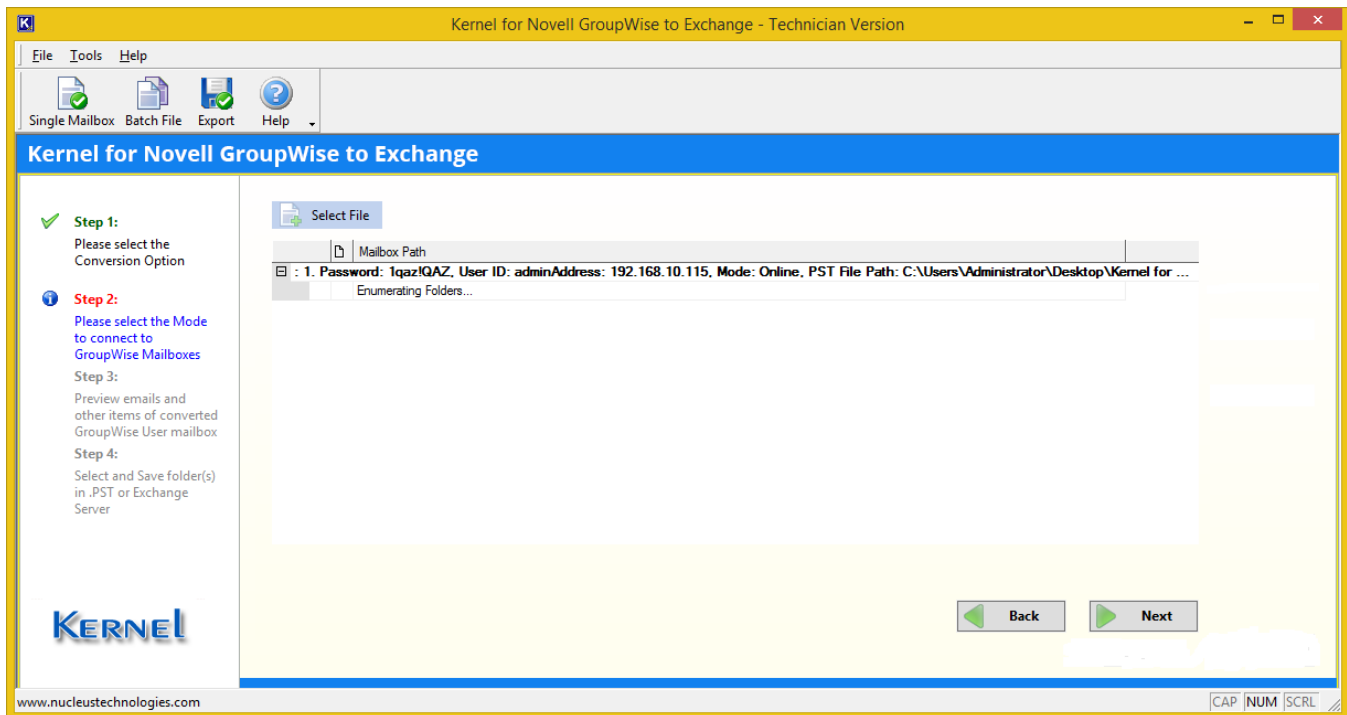 Kernel for Novell GroupWise to Exchange - Technician Version
File Tools Help
Single Mailbox Batch File Export Help
Kernel for Novell GroupWise to Exchange
Step 1:
Please select the
Conversion Option
Step 2:
Please select the Mode
to connect to
GroupWise Mailboxes
Step 3:
Preview emails and
other items of converted
GroupWise User mailbox
Step 4:
Select and Save folder(s)
in .PST or Exchange
Server
KERNEL
Select File
Mailbox Path
: 1. Password: 1qaz!QAZ, User ID: adminAddress: 192.168.10.115, Mode: Online, PST File Path: C:\Users\Administrator\Desktop\Kernel for ...
Enumerating Folders...
Back Next
www.nucleustechnologies.com CAP NUM SCRL